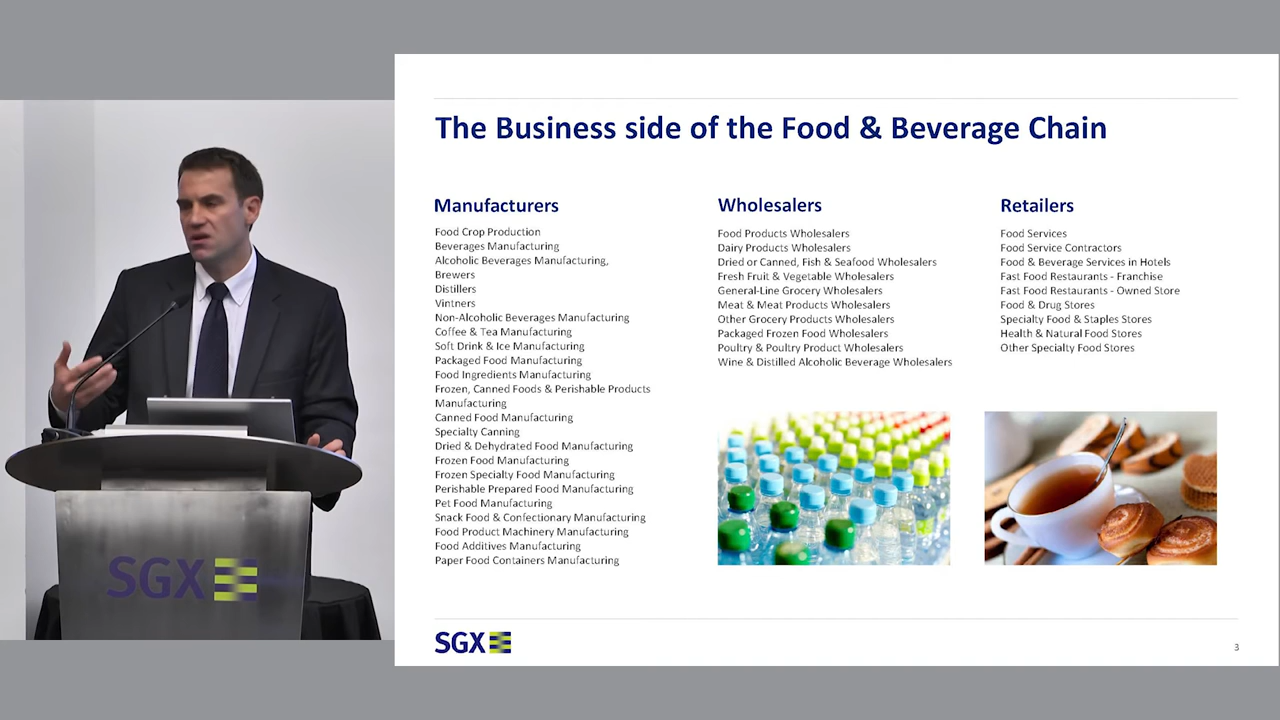 The Business side of the Food & Beverage Chain
Manufacturers
Food Crop Production
Beverages Manufacturing
Alcoholic Beverages Manufacturing,
Brewers
Distillers
Vintners
Non-Alcoholic Beverages Manufacturing
Coffee & Tea Manufacturing
Soft Drink & Ice Manufacturing
Packaged Food Manufacturing
Food Ingredients Manufacturing
Frozen, Canned Foods & Perishable Products
Manufacturing
Canned Food Manufacturing
Specialty Canning
Dried & Dehydrated Food Manufacturing
Frozen Food Manufacturing
Frozen Specialty Food Manufacturing
Perishable Prepared Food Manufacturing
Pet Food Manufacturing
Snack Food & Confectionary Manufacturing
Food Product Machinery Manufacturing
Food Additives Manufacturing
Paper Food Containers Manufacturing
Wholesalers
Food Products Wholesalers
Dairy Products Wholesalers
Dried or Canned, Fish & Seafood Wholesalers
Fresh Fruit & Vegetable Wholesalers
General-Line Grocery Wholesalers
Meat & Meat Products Wholesalers
Other Grocery Products Wholesalers
Packaged Frozen Food Wholesalers
Poultry & Poultry Product Wholesalers
Wine & Distilled Alcoholic Beverage Wholesalers
Retailers
Food Services
Food Service Contractors
Food & Beverage Services in Hotels
Fast Food Restaurants - Franchise
Fast Food Restaurants - Owned Store
Food & Drug Stores
Specialty Food & Staples Stores
Health & Natural Food Stores
Other Specialty Food Stores
SGX
SGX
3